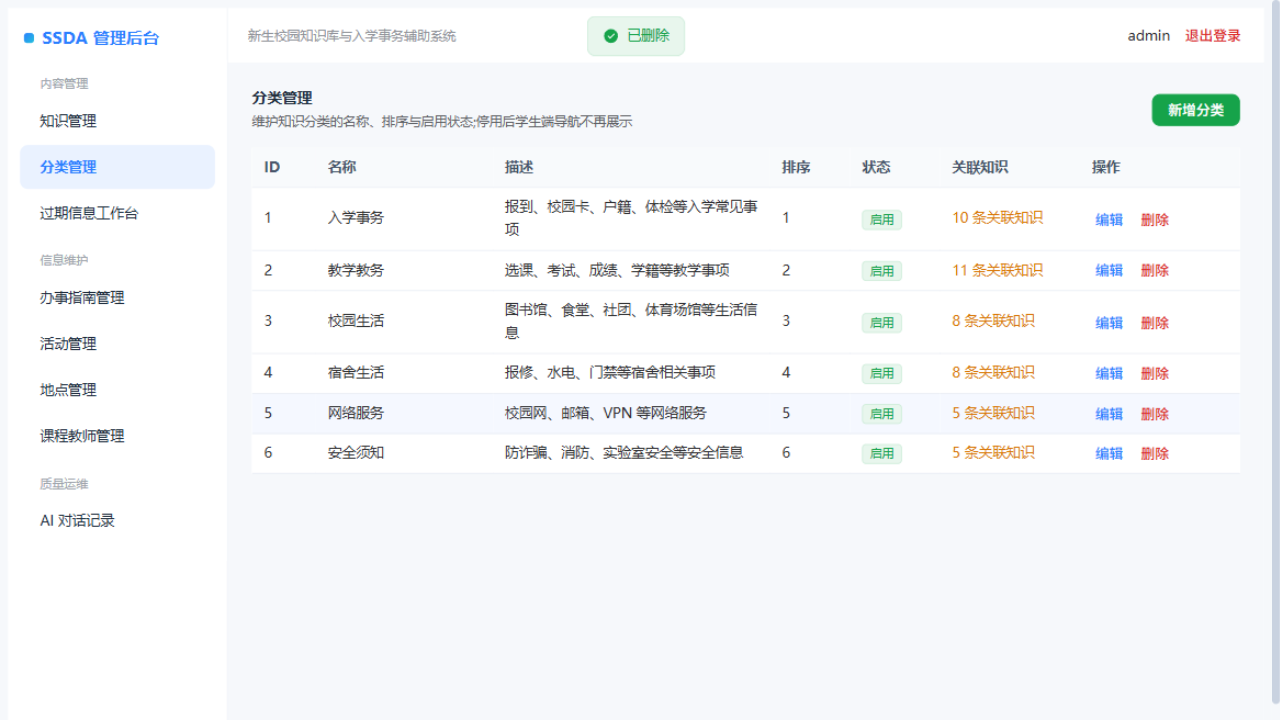 SSDA 管理后台
新生校园知识库与入学事务辅助系统
已删除
admin 退出登录
内容管理
知识管理
分类管理
过期信息工作台
信息维护
办事指南管理
活动管理
地点管理
课程教师管理
质量运维
AI 对话记录
分类管理
维护知识分类的名称、排序与启用状态;停用后学生端导航不再展示
新增分类
ID 名称 描述 排序 状态 关联知识 操作
1 入学事务 报到、校园卡、户籍、体检等入学常见事项 1 启用 10 条关联知识 编辑 删除
2 教学教务 选课、考试、成绩、学籍等教学事项 2 启用 11 条关联知识 编辑 删除
3 校园生活 图书馆、食堂、社团、体育场馆等生活信息 3 启用 8 条关联知识 编辑 删除
4 宿舍生活 报修、水电、门禁等宿舍相关事项 4 启用 8 条关联知识 编辑 删除
5 网络服务 校园网、邮箱、VPN 等网络服务 5 启用 5 条关联知识 编辑 删除
6 安全须知 防诈骗、消防、实验室安全等安全信息 6 启用 5 条关联知识 编辑 删除